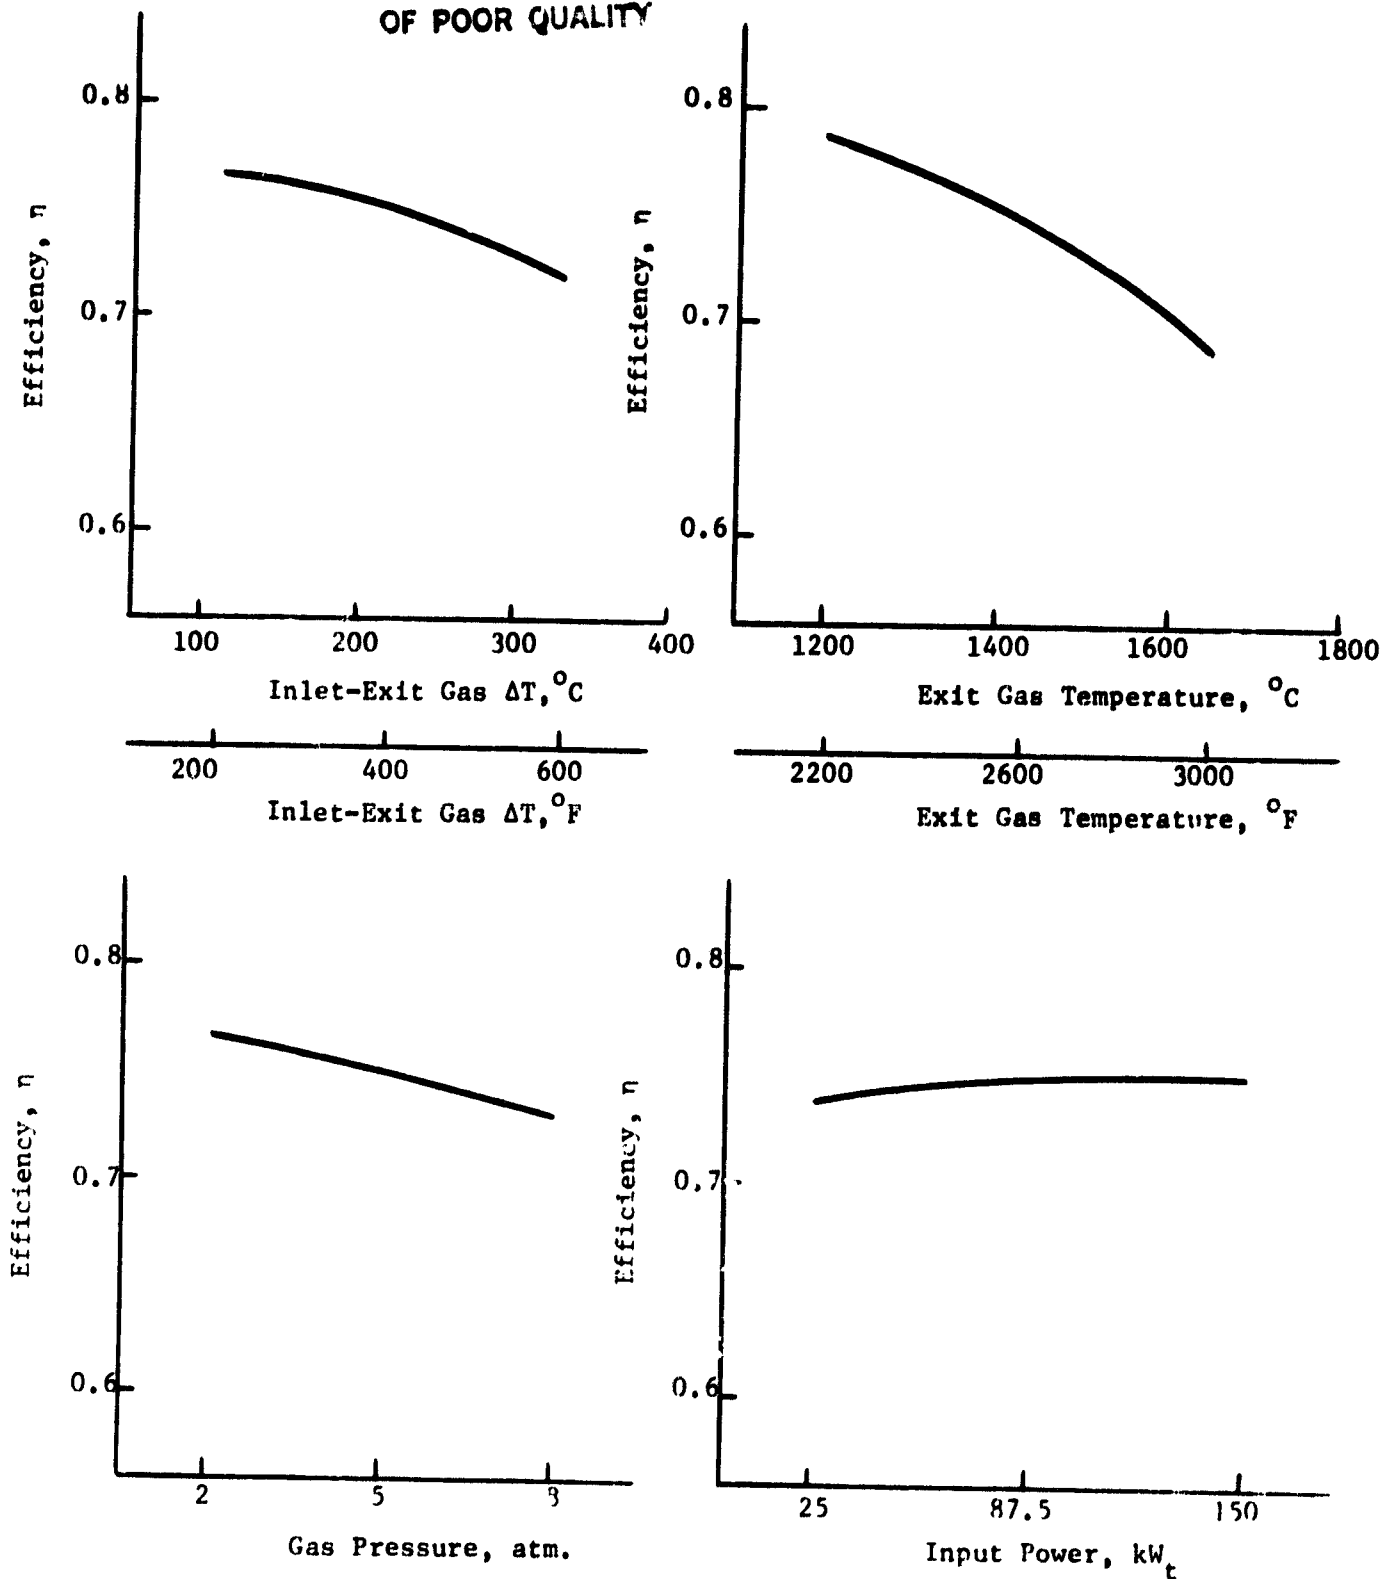 OF POOR QUALITY
0.8
0.7
0.6
Efficiency, η
100 200 300 400
Inlet-Exit Gas ΔT, °C
200 400 600
Inlet-Exit Gas ΔT, °F
0.8
0.7
0.6
Efficiency, η
1200 1400 1600 1800
Exit Gas Temperature, °C
2200 2600 3000
Exit Gas Temperature, °F
0.8
0.7
0.6
Efficiency, η
2 5 8
Gas Pressure, atm.
0.8
0.7
0.6
Efficiency, η
25 87.5 150
Input Power, kWt